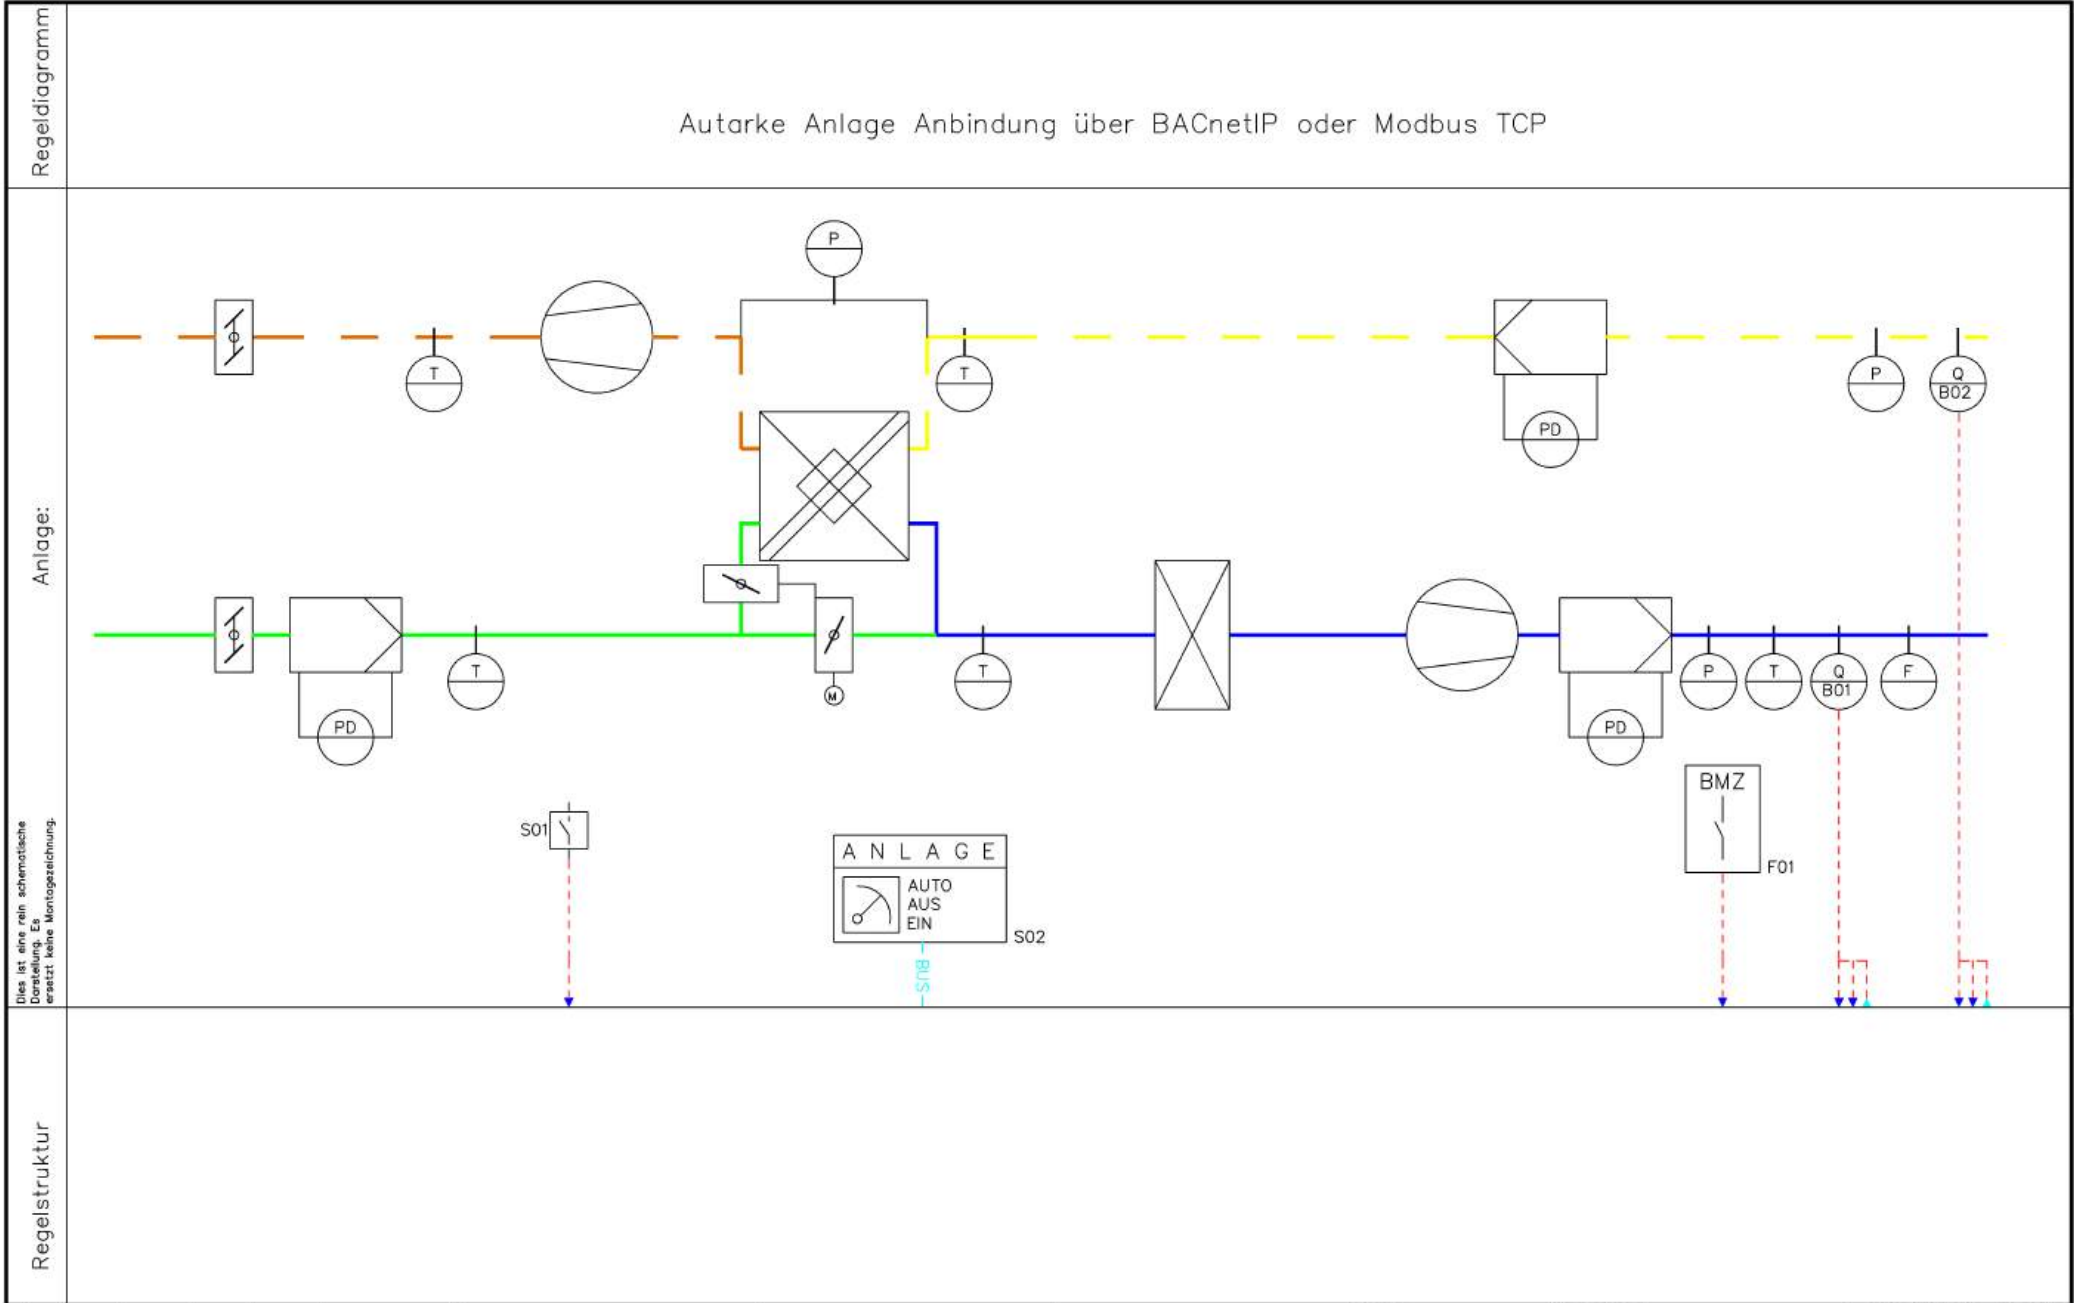 Regeldiagramm
Autarke Anlage Anbindung über BACnetIP oder Modbus TCP
Anlage:
P
T
T
PD
P
Q
B02
T
M
T
PD
PD
P
T
Q
B01
F
S01
A N L A G E
AUTO
AUS
EIN
S02
BUS
BMZ
F01
Dies ist eine rein schematische
Darstellung. Es
ersetzt keine Montagezeichnung.
Regelstruktur